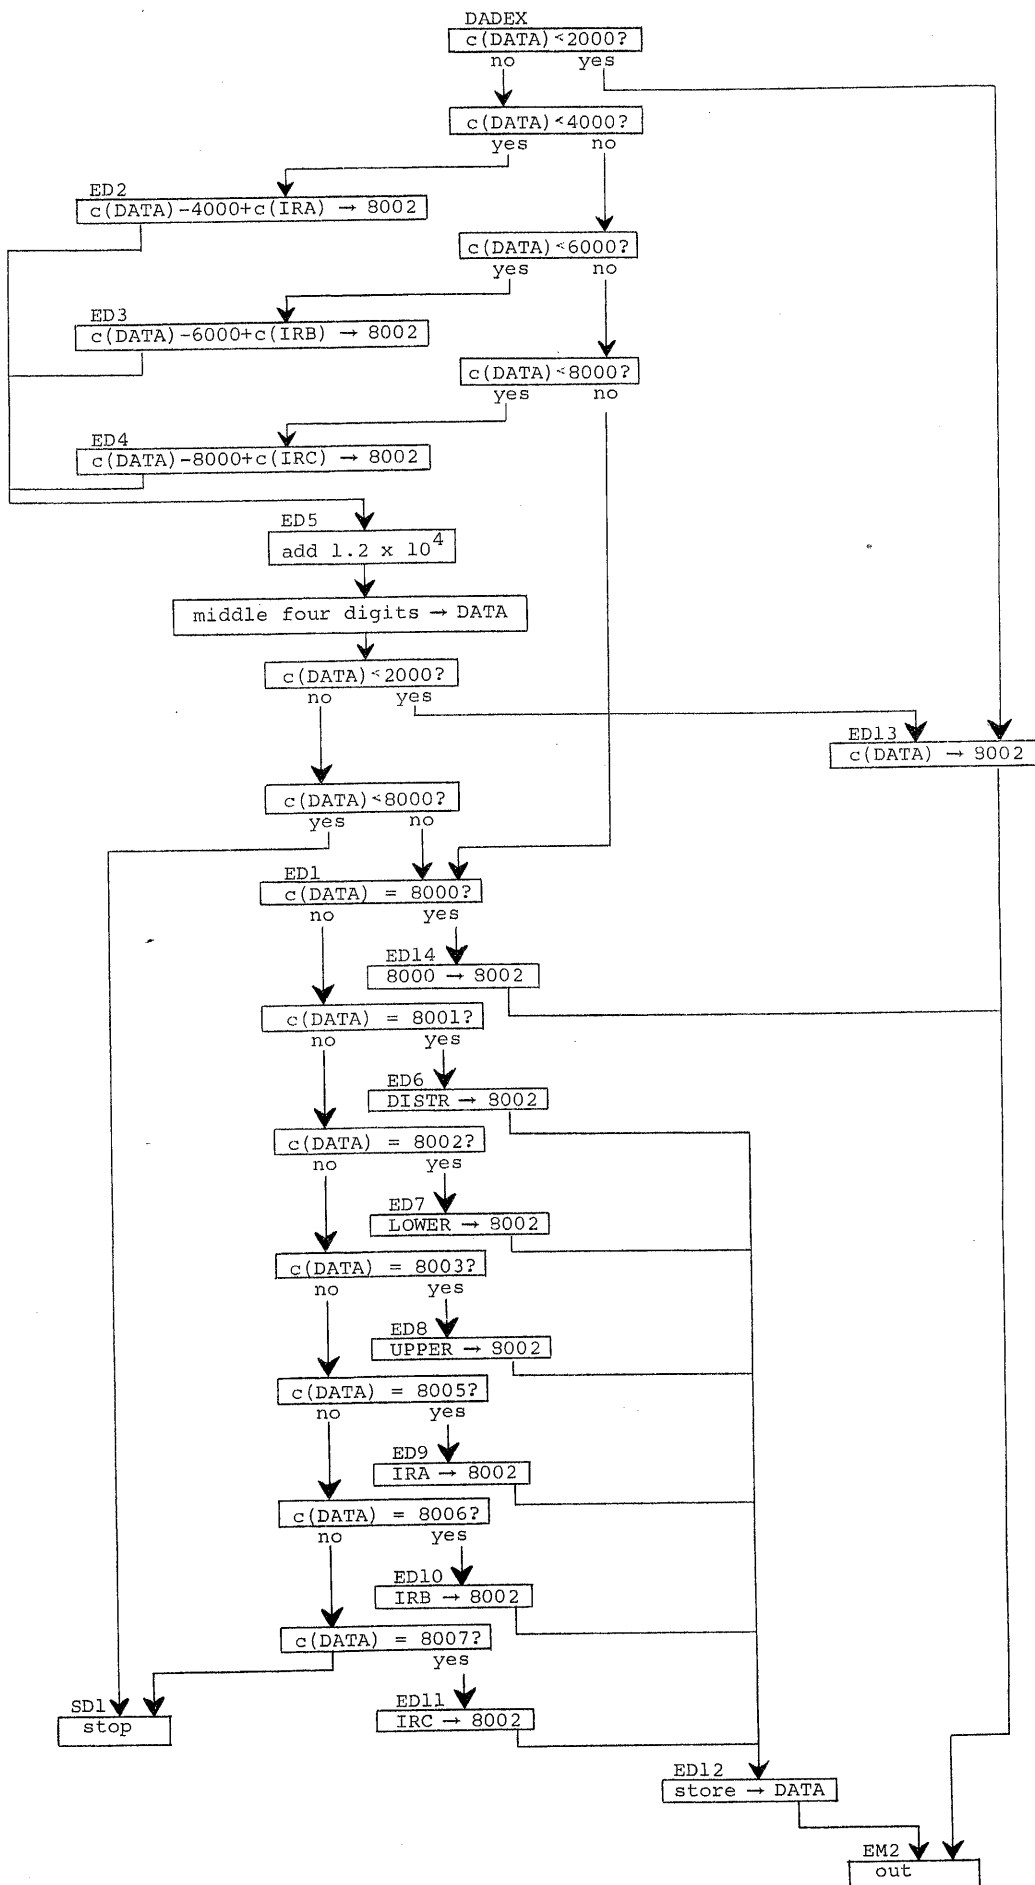 DADEX
c(DATA)<2000?
no yes
c(DATA)<4000?
yes no
ED2
c(DATA)-4000+c(IRA) → 8002
c(DATA)<6000?
yes no
ED3
c(DATA)-6000+c(IRB) → 8002
c(DATA)<8000?
yes no
ED4
c(DATA)-8000+c(IRC) → 8002
ED5
add 1.2 x 10^4
middle four digits → DATA
c(DATA)<2000?
no yes
ED13
c(DATA) → 8002
c(DATA)<8000?
yes no
ED1
c(DATA) = 8000?
no yes
ED14
8000 → 8002
c(DATA) = 8001?
no yes
ED6
DISTR → 8002
c(DATA) = 8002?
no yes
ED7
LOWER → 8002
c(DATA) = 8003?
no yes
ED8
UPPER → 8002
c(DATA) = 8005?
no yes
ED9
IRA → 8002
c(DATA) = 8006?
no yes
ED10
IRB → 8002
c(DATA) = 8007?
yes
SD1
stop
ED11
IRC → 8002
ED12
store → DATA
EM2
out